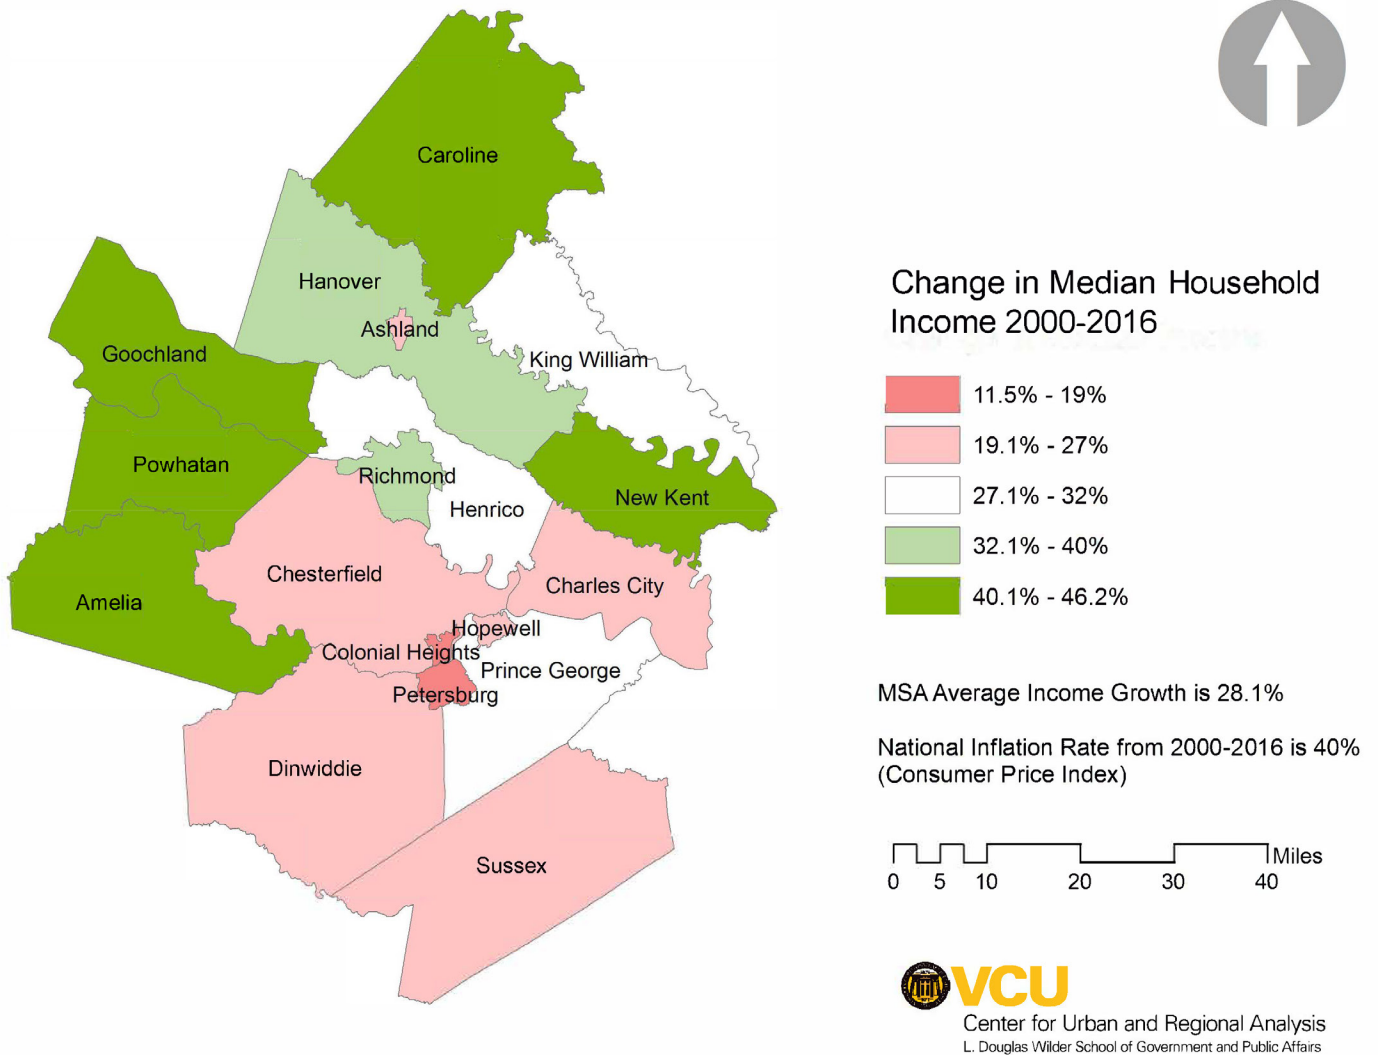 Caroline
Hanover
Ashland
Goochland
King William
Powhatan
Richmond
New Kent
Henrico
Chesterfield
Charles City
Amelia
Hopewell
Colonial Heights
Prince George
Petersburg
Dinwiddie
Sussex
Change in Median Household
Income 2000-2016
11.5% - 19%
19.1% - 27%
27.1% - 32%
32.1% - 40%
40.1% - 46.2%
MSA Average Income Growth is 28.1%
National Inflation Rate from 2000-2016 is 40%
(Consumer Price Index)
Miles
0 5 10 20 30 40
VCU
Center for Urban and Regional Analysis
L. Douglas Wilder School of Government and Public Affairs